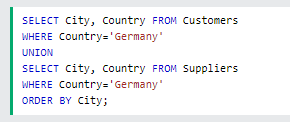 SELECT City, Country FROM Customers
WHERE Country='Germany'
UNION
SELECT City, Country FROM Suppliers
WHERE Country='Germany'
ORDER BY City;